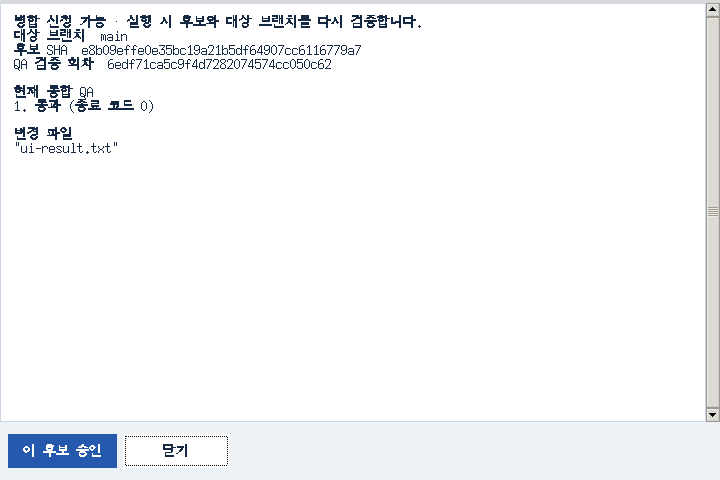 병합 신청 가능 · 실행 시 후보와 대상 브랜치를 다시 검증합니다.
대상 브랜치 main
후보 SHA e8b09effe0e35bc19a21b5df64907cc6116779a7
QA 검증 회차 6edf71ca5c9f4d7282074574cc050c62
현재 통합 QA
1. 통과 (종료 코드 0)
변경 파일
"ui-result.txt"
이 후보 승인
닫기